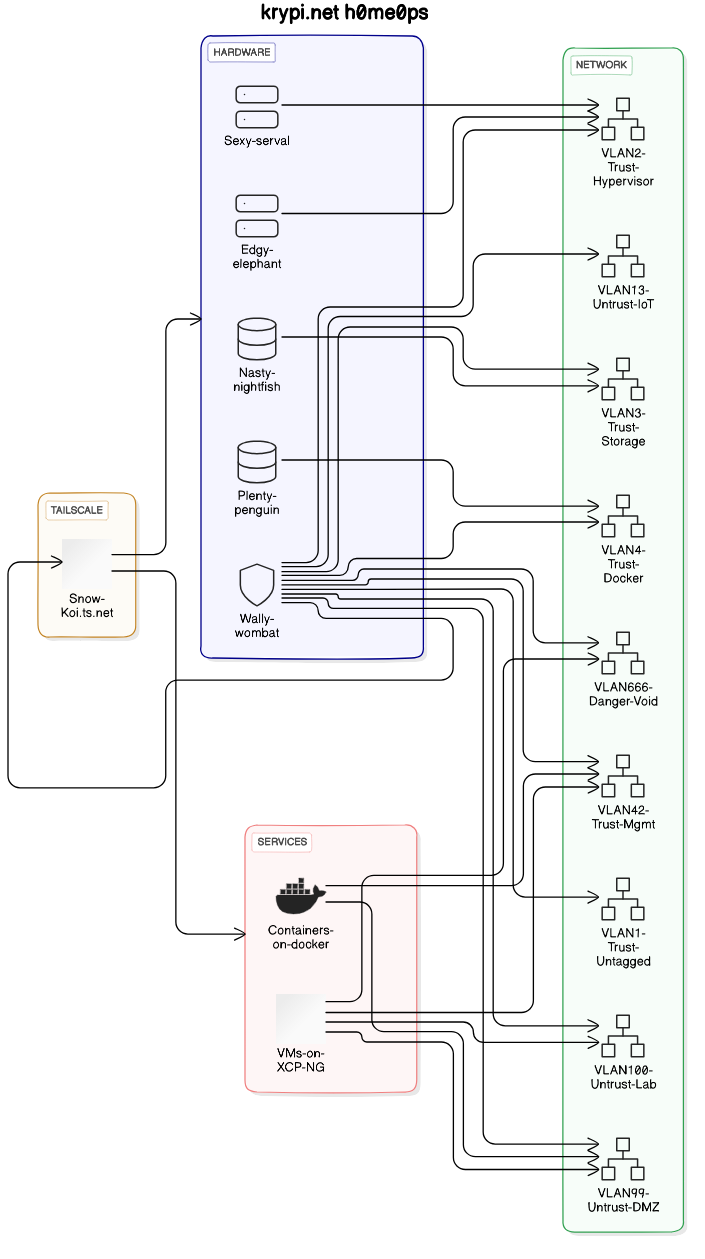 krypi.net h0me0ps
HARDWARE
Sexy-serval
Edgy-
elephant
Nasty-
nightfish
Plenty-
penguin
Wally-
wombat
TAILSCALE
Snow-
Koi.ts.net
SERVICES
Containers-
on-docker
VMs-on-
XCP-NG
NETWORK
VLAN2-
Trust-
Hypervisor
VLAN13-
Untrust-IoT
VLAN3-
Trust-
Storage
VLAN4-
Trust-
Docker
VLAN666-
Danger-Void
VLAN42-
Trust-Mgmt
VLAN1-
Trust-
Untagged
VLAN100-
Untrust-Lab
VLAN99-
Untrust-DMZ